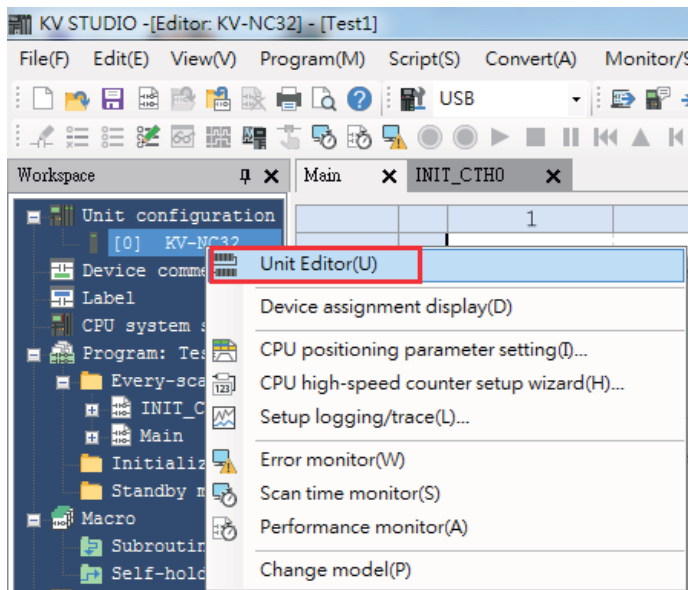 KV STUDIO -[Editor: KV-NC32] - [Test1]
File(F) Edit(E) View(V) Program(M) Script(S) Convert(A) Monitor/S
USB
Workspace Main INIT_CTH0
Unit configuration 1
[0] KV-NC32
Unit Editor(U)
Device comme
Label
Device assignment display(D)
CPU system s
Program: Tes
CPU positioning parameter setting(I)...
Every-sca
CPU high-speed counter setup wizard(H)...
INIT_C
Setup logging/trace(L)...
Main
Initializ
Error monitor(W)
Standby m
Scan time monitor(S)
Macro
Performance monitor(A)
Subroutin
Self-hold
Change model(P)